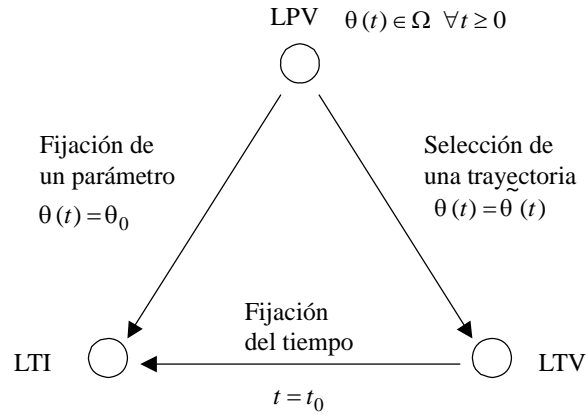 LPV θ(t)∈Ω ∀t≥0
Fijación de
un parámetro
θ(t)=θ₀
Selección de
una trayectoria
θ(t)=θ̃(t)
Fijación
del tiempo
LTI
LTV
t=t₀